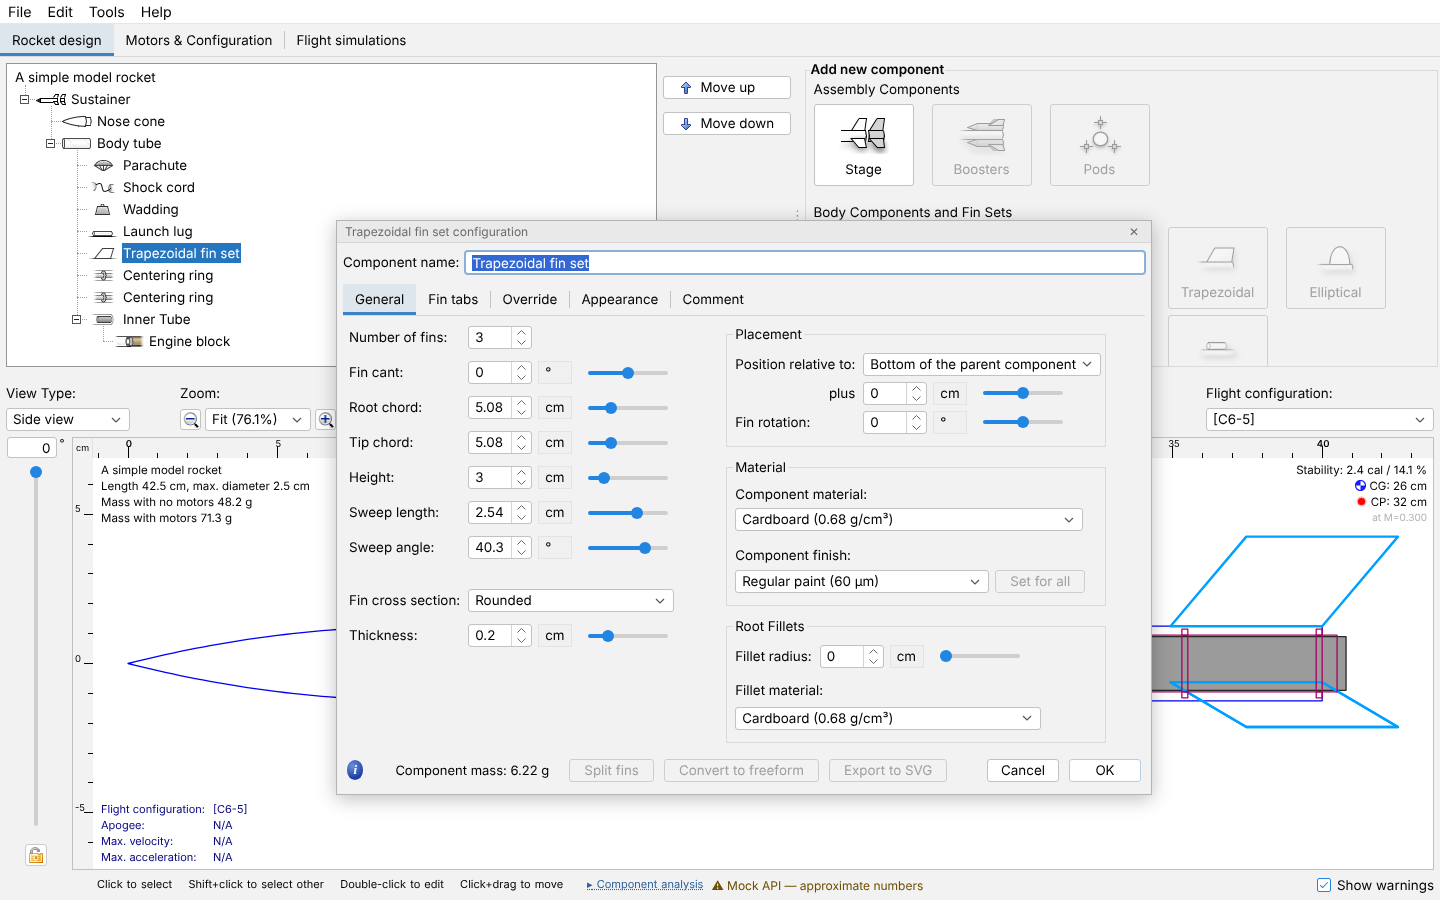 File Edit Tools Help
Rocket design Motors & Configuration Flight simulations
A simple model rocket
Sustainer
Nose cone
Body tube
Parachute
Shock cord
Wadding
Launch lug
Trapezoidal fin set
Centering ring
Centering ring
Inner Tube
Engine block
Move up
Move down
Add new component
Assembly Components
Stage Boosters Pods
Body Components and Fin Sets
Trapezoidal Elliptical
View Type:
Side view
Zoom:
Fit (76.1%)
Flight configuration:
[C6-5]
0 °
cm 0 5 35 40
5
0
-5
A simple model rocket
Length 42.5 cm, max. diameter 2.5 cm
Mass with no motors 48.2 g
Mass with motors 71.3 g
Stability: 2.4 cal / 14.1 %
CG: 26 cm
CP: 32 cm
at M=0.300
Flight configuration: [C6-5]
Apogee: N/A
Max. velocity: N/A
Max. acceleration: N/A
Trapezoidal fin set configuration ×
Component name: Trapezoidal fin set
General Fin tabs Override Appearance Comment
Number of fins: 3
Fin cant: 0 °
Root chord: 5.08 cm
Tip chord: 5.08 cm
Height: 3 cm
Sweep length: 2.54 cm
Sweep angle: 40.3 °
Fin cross section: Rounded
Thickness: 0.2 cm
Placement
Position relative to: Bottom of the parent component
plus 0 cm
Fin rotation: 0 °
Material
Component material:
Cardboard (0.68 g/cm³)
Component finish:
Regular paint (60 µm) Set for all
Root Fillets
Fillet radius: 0 cm
Fillet material:
Cardboard (0.68 g/cm³)
i Component mass: 6.22 g Split fins Convert to freeform Export to SVG Cancel OK
Click to select Shift+click to select other Double-click to edit Click+drag to move ▸ Component analysis ⚠ Mock API — approximate numbers Show warnings